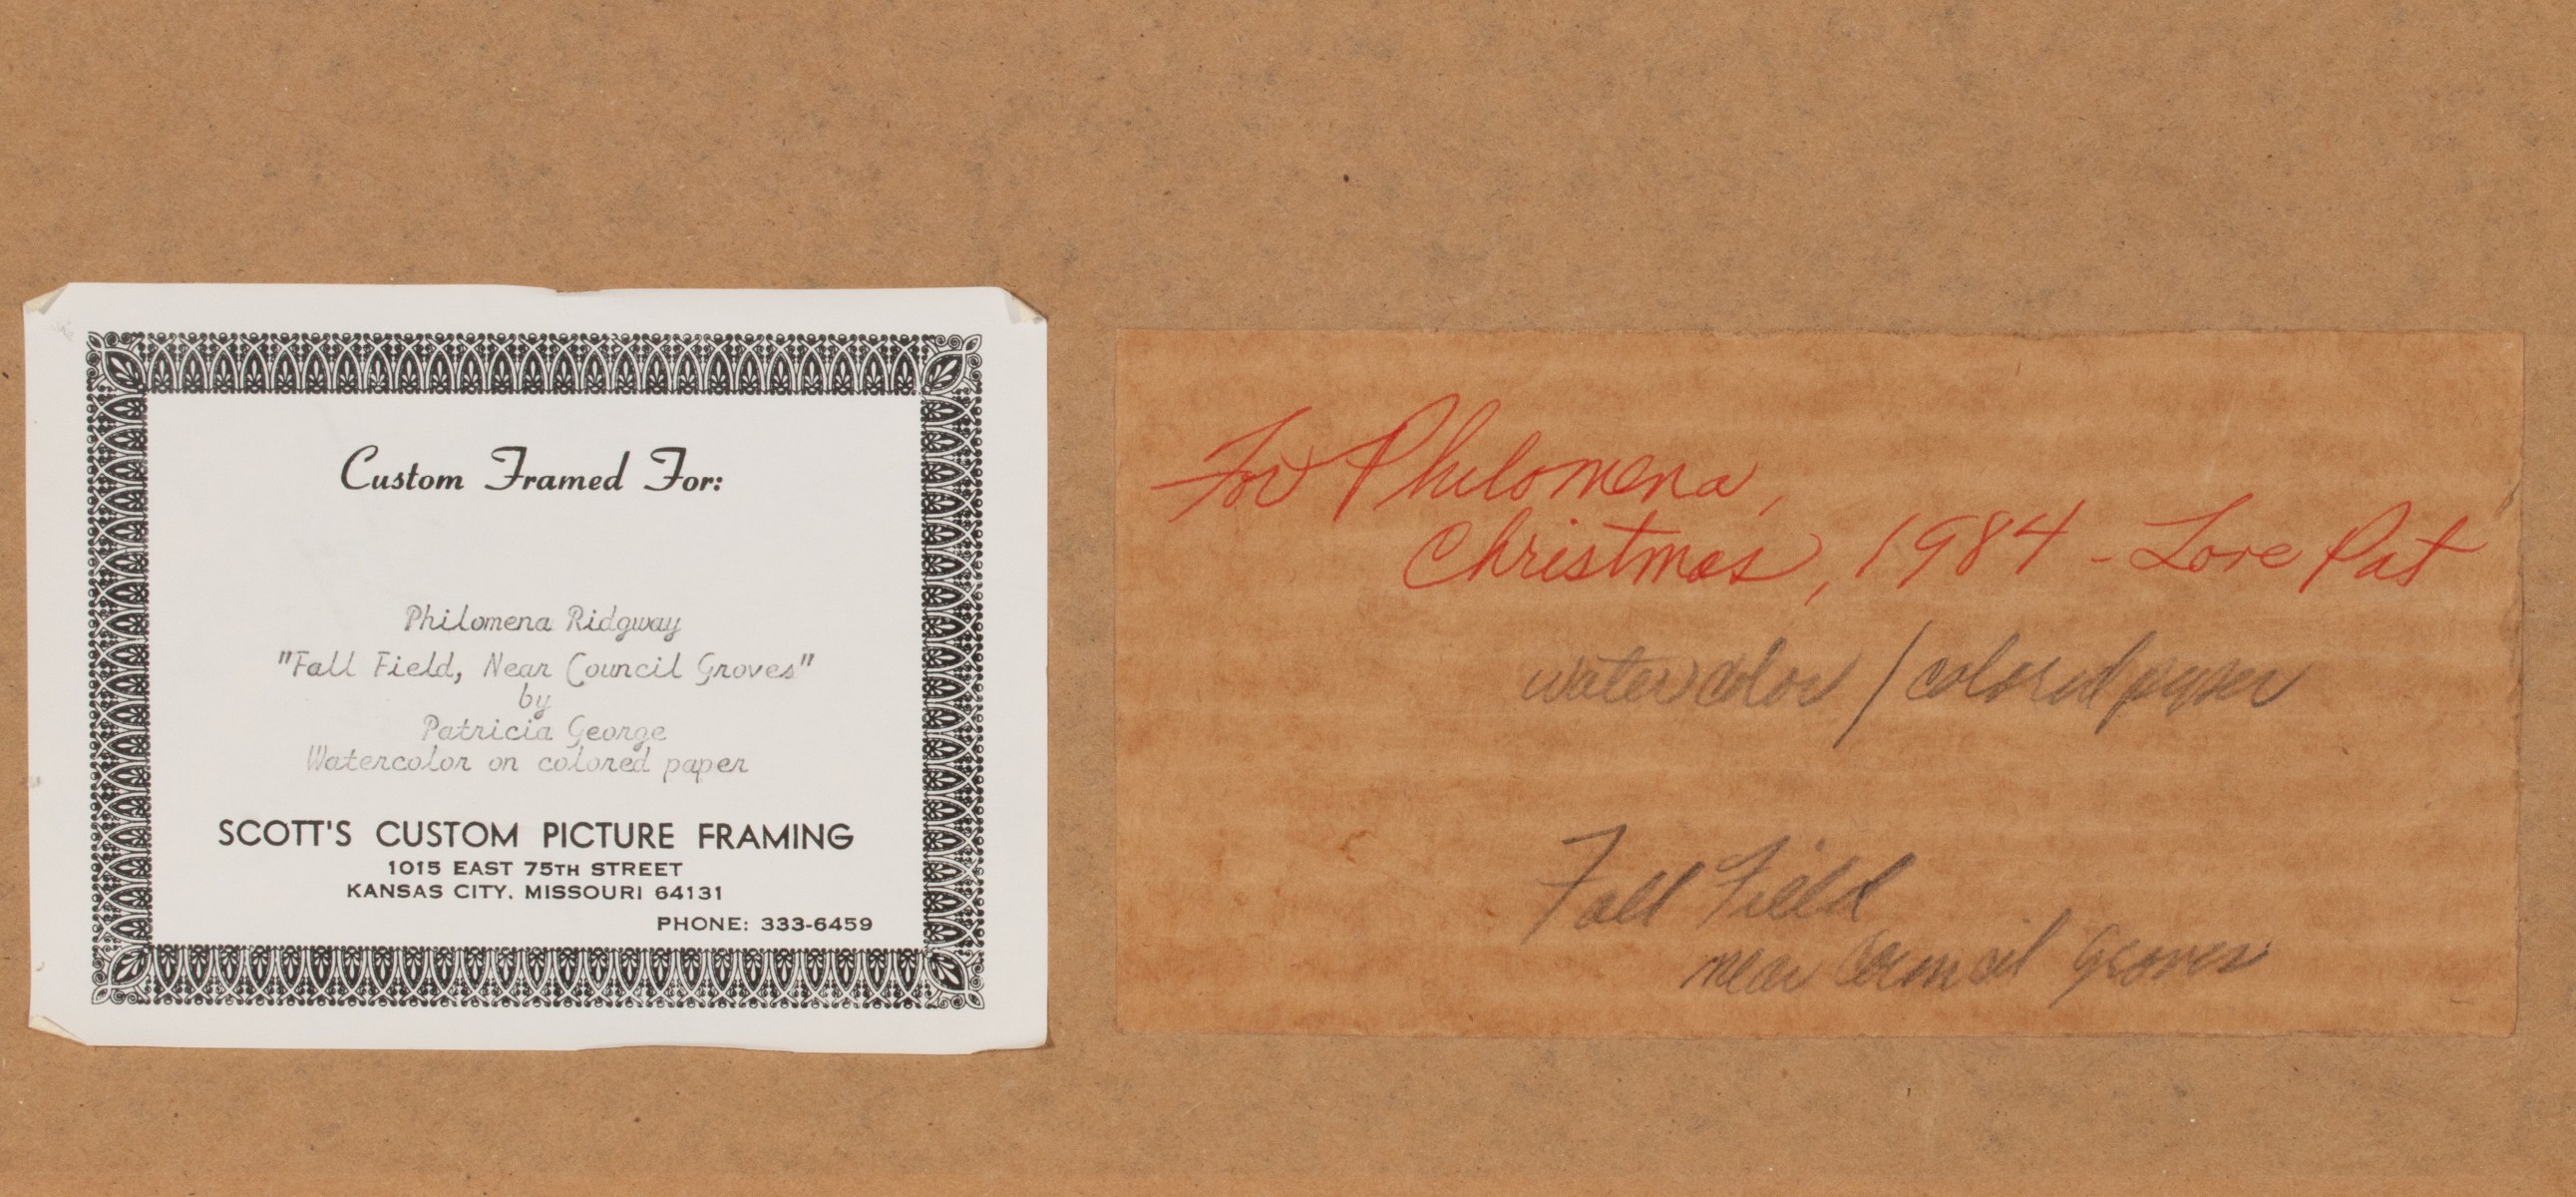 Custom Framed For:
Philomena Ridgway
"Fall Field, Near Council Groves"
by
Patricia George
Watercolor on colored paper
SCOTT'S CUSTOM PICTURE FRAMING
1015 EAST 75TH STREET
KANSAS CITY, MISSOURI 64131
PHONE: 333-6459
For Philomena,
Christmas, 1984 - Love Pat
watercolor / colored paper
Fall Field
near Council Groves